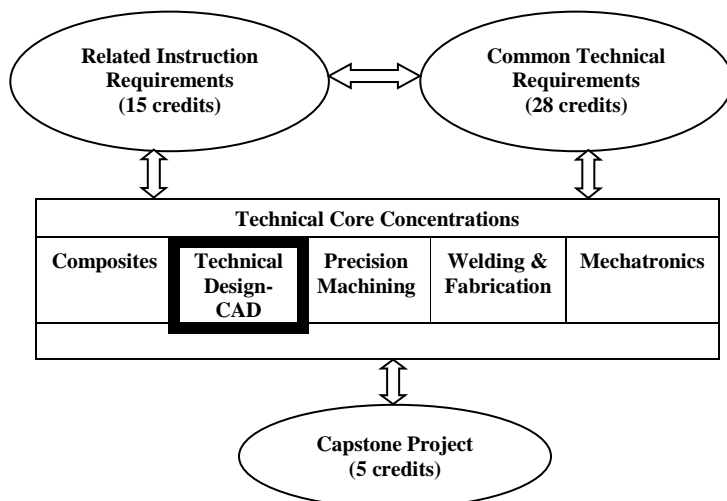 Related Instruction
Requirements
(15 credits)
Common Technical
Requirements
(28 credits)
Technical Core Concentrations
Composites
Technical
Design-
CAD
Precision
Machining
Welding &
Fabrication
Mechatronics
Capstone Project
(5 credits)